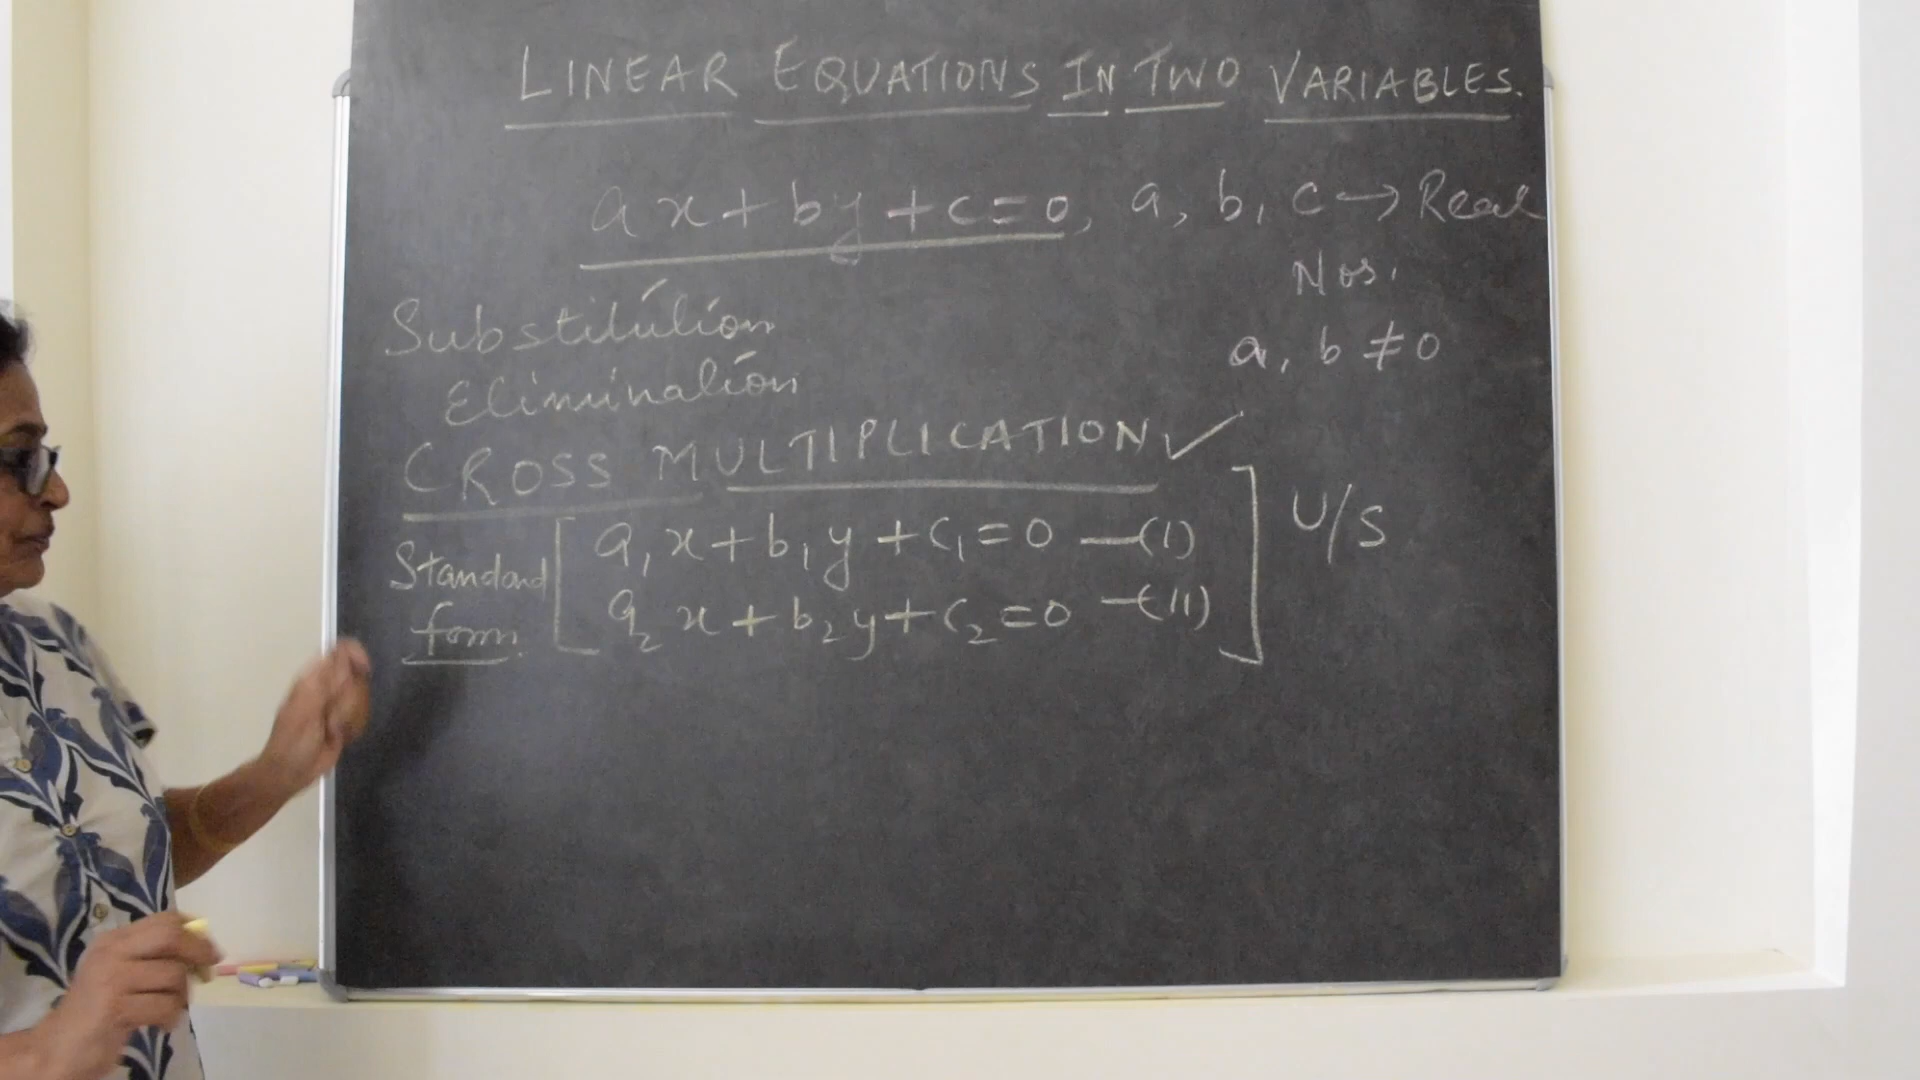 LINEAR EQUATIONS IN TWO VARIABLES.
ax+by+c=0, a, b, c → Real
Nos.
a, b ≠ 0
Substitution
Elimination
CROSS MULTIPLICATION ✓
Standard form.
a₁x+b₁y+c₁=0 —(I)
a₂x+b₂y+c₂=0 —(II)
U/S